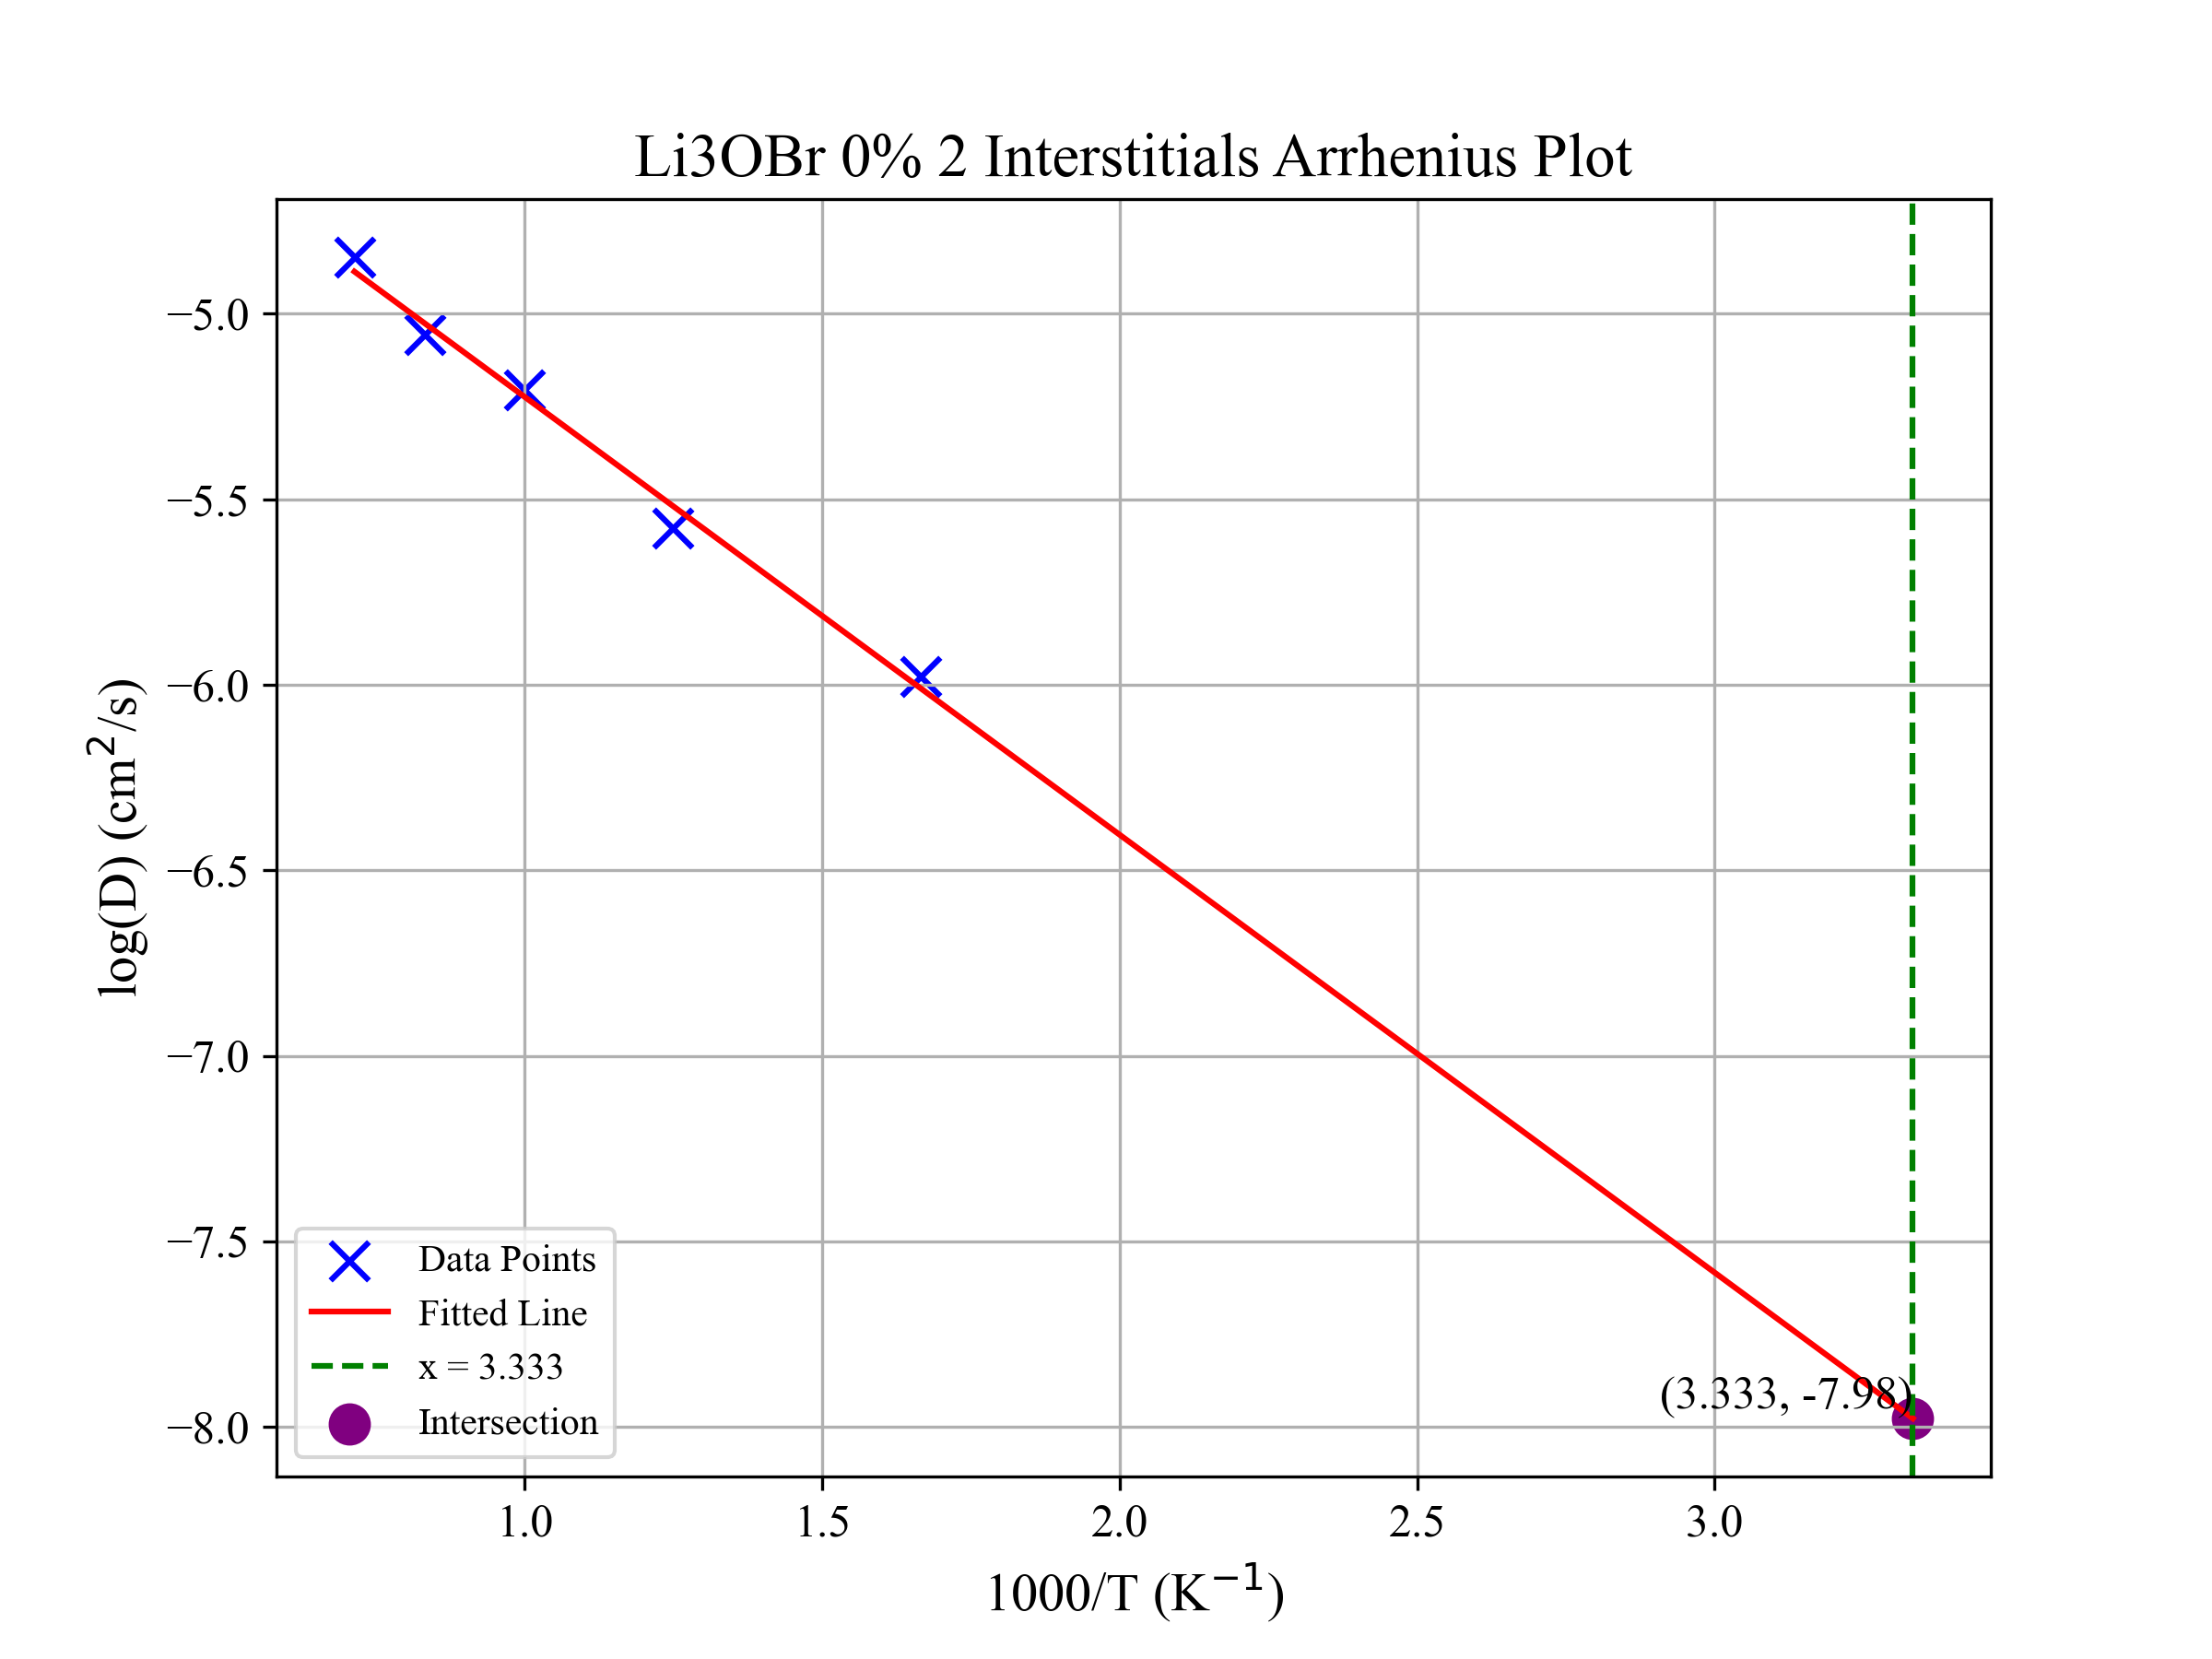 Li3OBr 0% 2 Interstitials Arrhenius Plot
−5.0
−5.5
−6.0
−6.5
−7.0
−7.5
−8.0
log(D) (cm²/s)
Data Points
Fitted Line
x = 3.333
Intersection
(3.333, -7.98)
1.0 1.5 2.0 2.5 3.0
1000/T (K⁻¹)